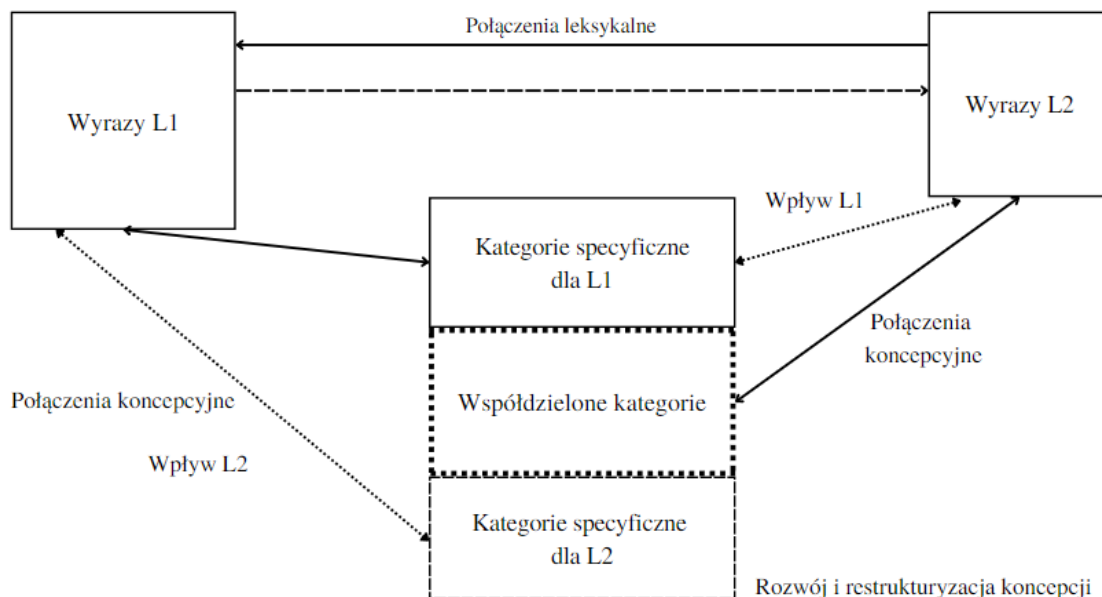 Połączenia leksykalne
Wyrazy L1
Wyrazy L2
Wpływ L1
Kategorie specyficzne
dla L1
Połączenia
koncepcyjne
Współdzielone kategorie
Połączenia koncepcyjne
Wpływ L2
Kategorie specyficzne
dla L2
Rozwój i restrukturyzacja koncepcji